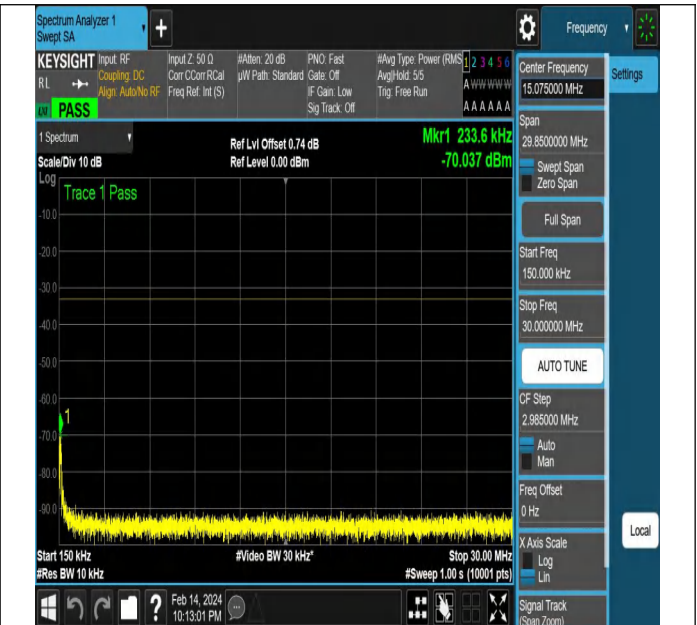 Spectrum Analyzer 1
Swept SA
+
Frequency
KEYSIGHT
Input: RF
Coupling: DC
Align: Auto/No RF
Input Z: 50 Ω
Corr CCorr RCal
Freq Ref: Int (S)
#Atten: 20 dB
µW Path: Standard
PNO: Fast
Gate: Off
IF Gain: Low
Sig Track: Off
#Avg Type: Power (RMS
Avg|Hold: 5/5
Trig: Free Run
1 2 3 4 5 6
A W W W W W
A A A A A A
RL
PASS
Center Frequency
15.075000 MHz
Settings
Span
29.8500000 MHz
Swept Span
Zero Span
Full Span
Start Freq
150.000 kHz
Stop Freq
30.000000 MHz
AUTO TUNE
CF Step
2.985000 MHz
Auto
Man
Freq Offset
0 Hz
X Axis Scale
Log
Lin
Signal Track
(Span Zoom)
Local
1 Spectrum
Scale/Div 10 dB
Ref Lvl Offset 0.74 dB
Ref Level 0.00 dBm
Mkr1 233.6 kHz
-70.037 dBm
Log
Trace 1 Pass
-10.0
-20.0
-30.0
-40.0
-50.0
-60.0
1
-70.0
-80.0
-90.0
Start 150 kHz
#Video BW 30 kHz*
Stop 30.00 MHz
#Res BW 10 kHz
#Sweep 1.00 s (10001 pts)
?
Feb 14, 2024
10:13:01 PM